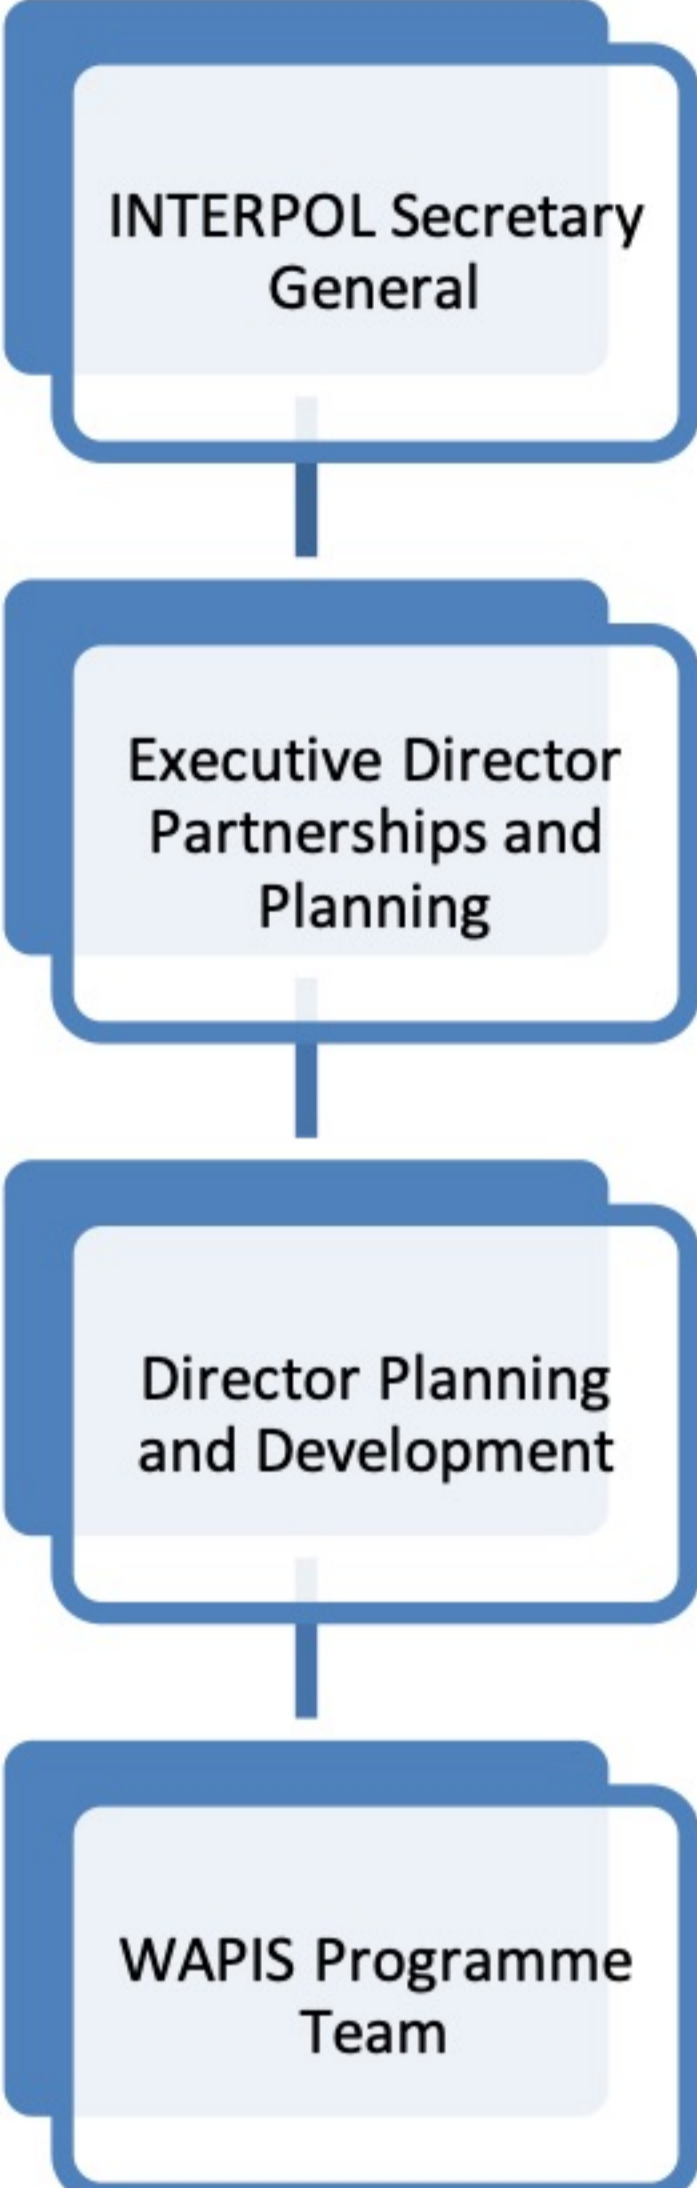 INTERPOL Secretary
General
Executive Director
Partnerships and
Planning
Director Planning
and Development
WAPIS Programme
Team